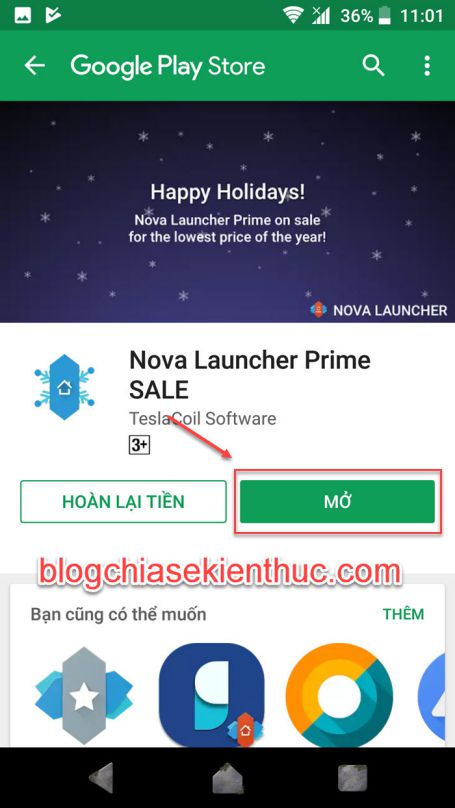 36% 11:01
Google Play Store
Happy Holidays!
Nova Launcher Prime on sale
for the lowest price of the year!
NOVA LAUNCHER
Nova Launcher Prime
SALE
TeslaCoil Software
3+
HOÀN LẠI TIỀN
MỞ
blogchiasekienthuc.com
Bạn cũng có thể muốn
THÊM